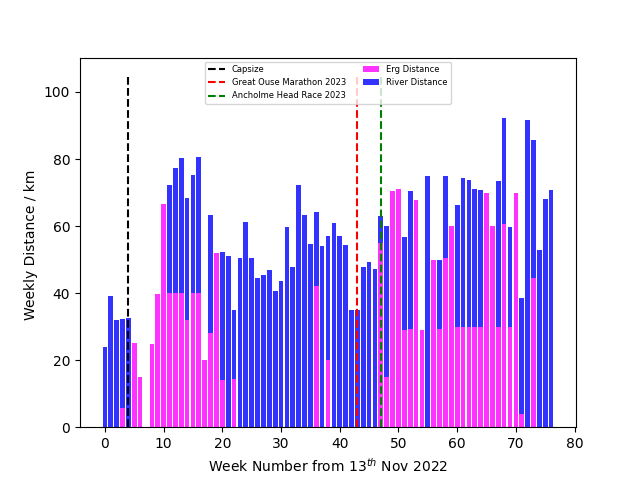 Capsize
Great Ouse Marathon 2023
Ancholme Head Race 2023
Erg Distance
River Distance
Weekly Distance / km
100
80
60
40
20
0
0 10 20 30 40 50 60 70 80
Week Number from 13th Nov 2022